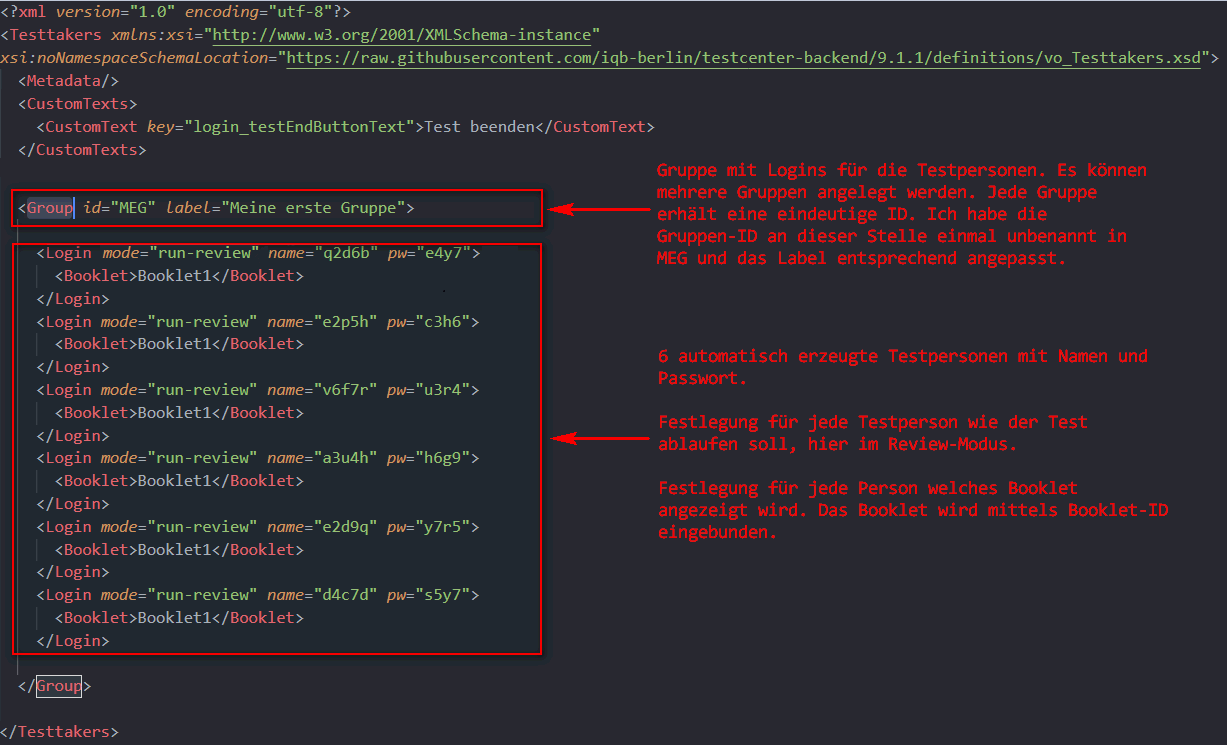 <?xml version="1.0" encoding="utf-8"?>
<Testtakers xmlns:xsi="http://www.w3.org/2001/XMLSchema-instance"
xsi:noNamespaceSchemaLocation="https://raw.githubusercontent.com/iqb-berlin/testcenter-backend/9.1.1/definitions/vo_Testtakers.xsd">
<Metadata/>
<CustomTexts>
<CustomText key="login_testEndButtonText">Test beenden</CustomText>
</CustomTexts>
<Group id="MEG" label="Meine erste Gruppe">
<Login mode="run-review" name="q2d6b" pw="e4y7">
<Booklet>Booklet1</Booklet>
</Login>
<Login mode="run-review" name="e2p5h" pw="c3h6">
<Booklet>Booklet1</Booklet>
</Login>
<Login mode="run-review" name="v6f7r" pw="u3r4">
<Booklet>Booklet1</Booklet>
</Login>
<Login mode="run-review" name="a3u4h" pw="h6g9">
<Booklet>Booklet1</Booklet>
</Login>
<Login mode="run-review" name="e2d9q" pw="y7r5">
<Booklet>Booklet1</Booklet>
</Login>
<Login mode="run-review" name="d4c7d" pw="s5y7">
<Booklet>Booklet1</Booklet>
</Login>
</Group>
</Testtakers>
Gruppe mit Logins für die Testpersonen. Es können
mehrere Gruppen angelegt werden. Jede Gruppe
erhält eine eindeutige ID. Ich habe die
Gruppen-ID an dieser Stelle einmal unbenannt in
MEG und das Label entsprechend angepasst.
6 automatisch erzeugte Testpersonen mit Namen und
Passwort.
Festlegung für jede Testperson wie der Test
ablaufen soll, hier im Review-Modus.
Festlegung für jede Person welches Booklet
angezeigt wird. Das Booklet wird mittels Booklet-ID
eingebunden.